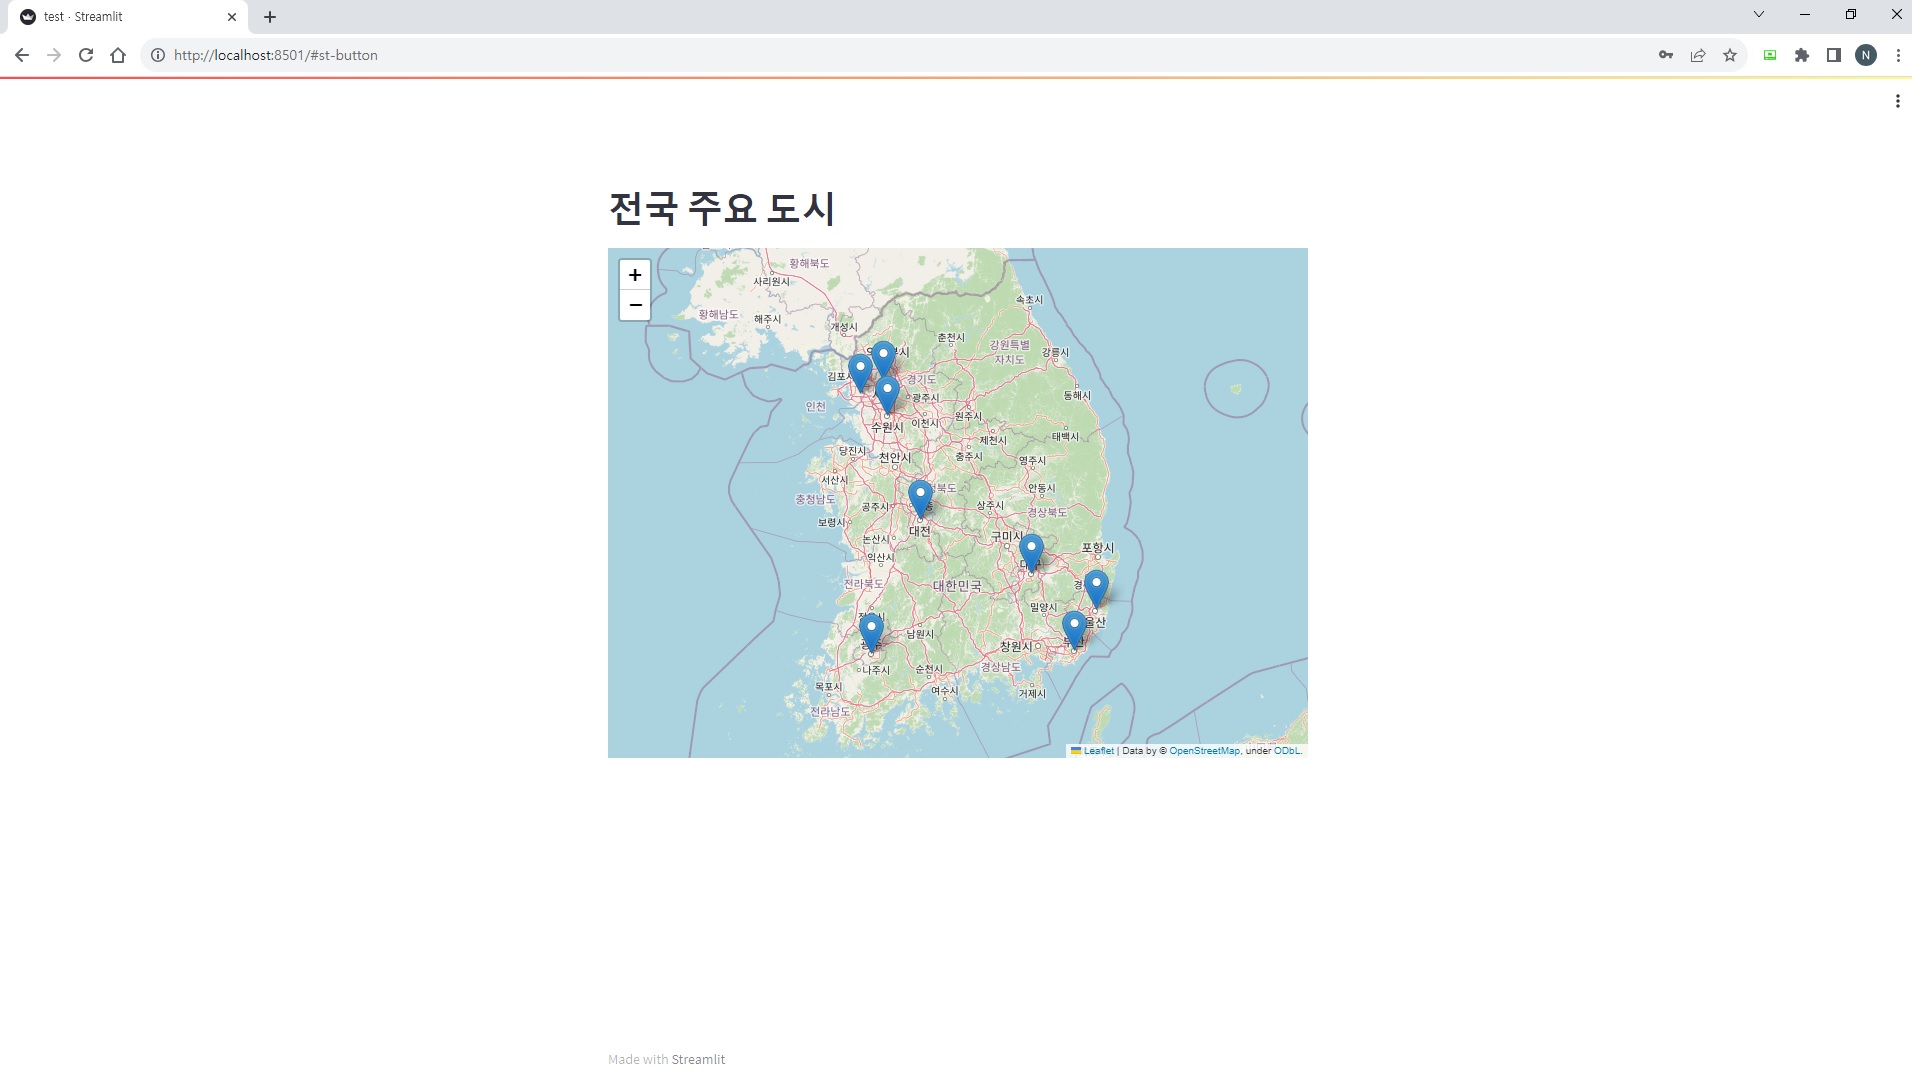 test · Streamlit
http://localhost:8501/#st-button
N
전국 주요 도시
+
−
황해북도
사리원시
황해남도
해주시
개성시
속초시
춘천시
강원특별
자치도
강릉시
김포시
경기도
인천
광주시
동해시
수원시
이천시
원주시
제천시
태백시
당진시
천안시
충주시
영주시
서산시
안동시
충청남도
공주시
상주시
경상북도
보령시
대전
논산시
구미시
포항시
익산시
전라북도
대한민국
밀양시
울산
남원시
창원시
나주시
순천시
경상남도
목포시
여수시
거제시
전라남도
Leaflet | Data by © OpenStreetMap, under ODbL.
Made with Streamlit